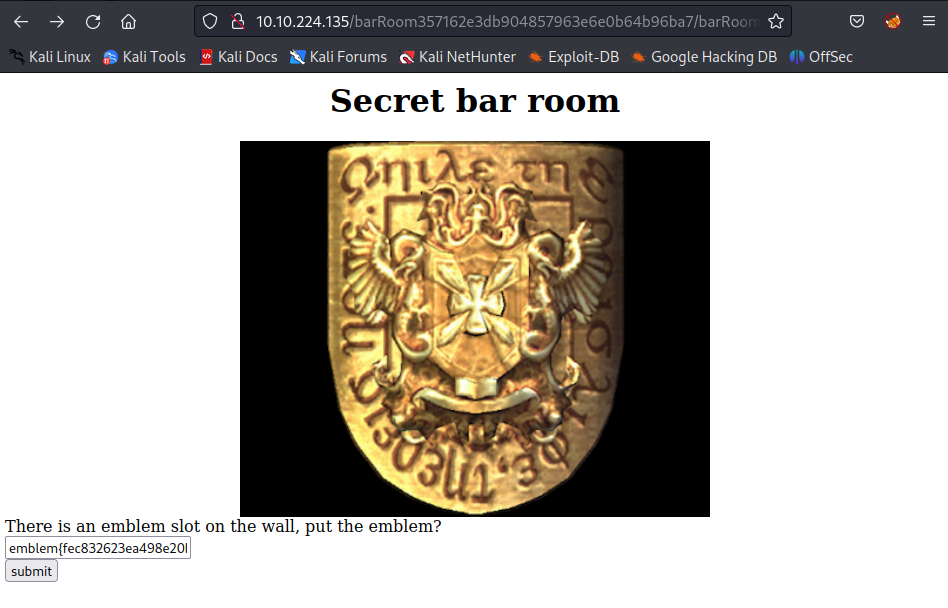 10.10.224.135/barRoom357162e3db904857963e6e0b64b96ba7/barRoom
Kali Linux Kali Tools Kali Docs Kali Forums Kali NetHunter Exploit-DB Google Hacking DB OffSec
Secret bar room
There is an emblem slot on the wall, put the emblem?
emblem{fec832623ea498e20
submit